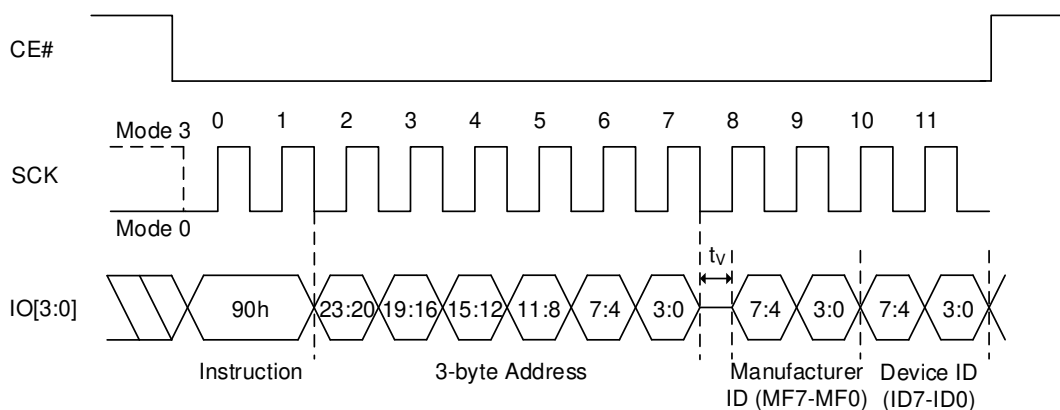 CE#
0 1 2 3 4 5 6 7 8 9 10 11
Mode 3
SCK
Mode 0
tV
IO[3:0]
90h 23:20 19:16 15:12 11:8 7:4 3:0 7:4 3:0 7:4 3:0
Instruction 3-byte Address Manufacturer Device ID
ID (MF7-MF0) (ID7-ID0)